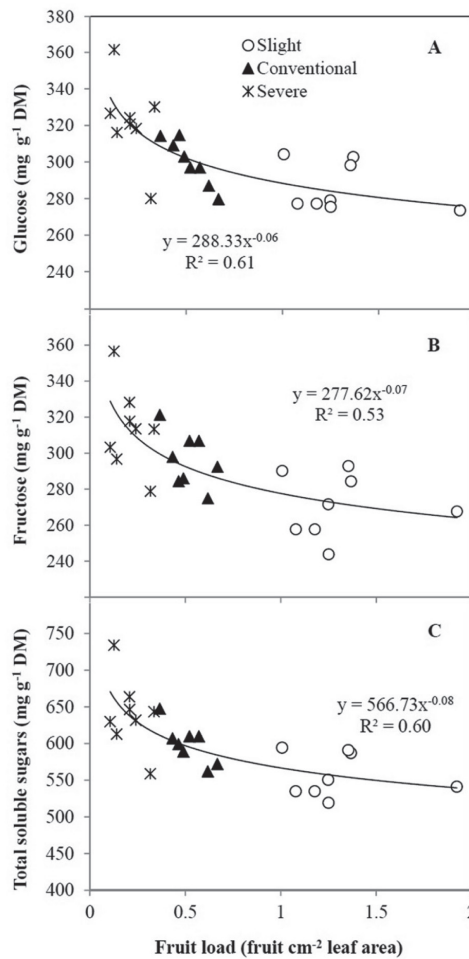 380
360
340
320
300
280
260
240
Glucose (mg g⁻¹ DM)
○ Slight
▲ Conventional
Severe
A
y = 288.33x^-0.06
R² = 0.61
360
340
320
300
280
260
240
Fructose (mg g⁻¹ DM)
B
y = 277.62x^-0.07
R² = 0.53
750
700
650
600
550
500
450
400
Total soluble sugars (mg g⁻¹ DM)
C
y = 566.73x^-0.08
R² = 0.60
0 0.5 1 1.5 2
Fruit load (fruit cm⁻² leaf area)